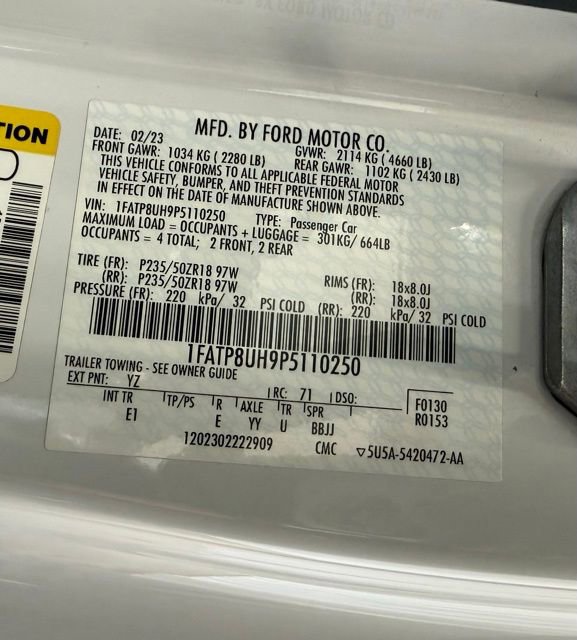 TION
MFD. BY FORD MOTOR CO.
DATE: 02/23 GVWR: 2114 KG ( 4660 LB)
FRONT GAWR: 1034 KG ( 2280 LB) REAR GAWR: 1102 KG ( 2430 LB)
THIS VEHICLE CONFORMS TO ALL APPLICABLE FEDERAL MOTOR
VEHICLE SAFETY, BUMPER, AND THEFT PREVENTION STANDARDS
IN EFFECT ON THE DATE OF MANUFACTURE SHOWN ABOVE.
VIN: 1FATP8UH9P5110250 TYPE: Passenger Car
MAXIMUM LOAD = OCCUPANTS + LUGGAGE = 301KG/ 664LB
OCCUPANTS = 4 TOTAL; 2 FRONT, 2 REAR
TIRE (FR): P235/50ZR18 97W RIMS (FR): 18x8.0J
(RR): P235/50ZR18 97W (RR): 18x8.0J
PRESSURE (FR): 220 kPa/ 32 PSI COLD (RR): 220 kPa/ 32 PSI COLD
1FATP8UH9P5110250
TRAILER TOWING - SEE OWNER GUIDE
EXT PNT: YZ RC: 71 DSO: F0130
INT TR TP/PS R AXLE TR SPR R0153
E1 E YY U BBJJ
1202302222909 CMC ▽5U5A-5420472-AA